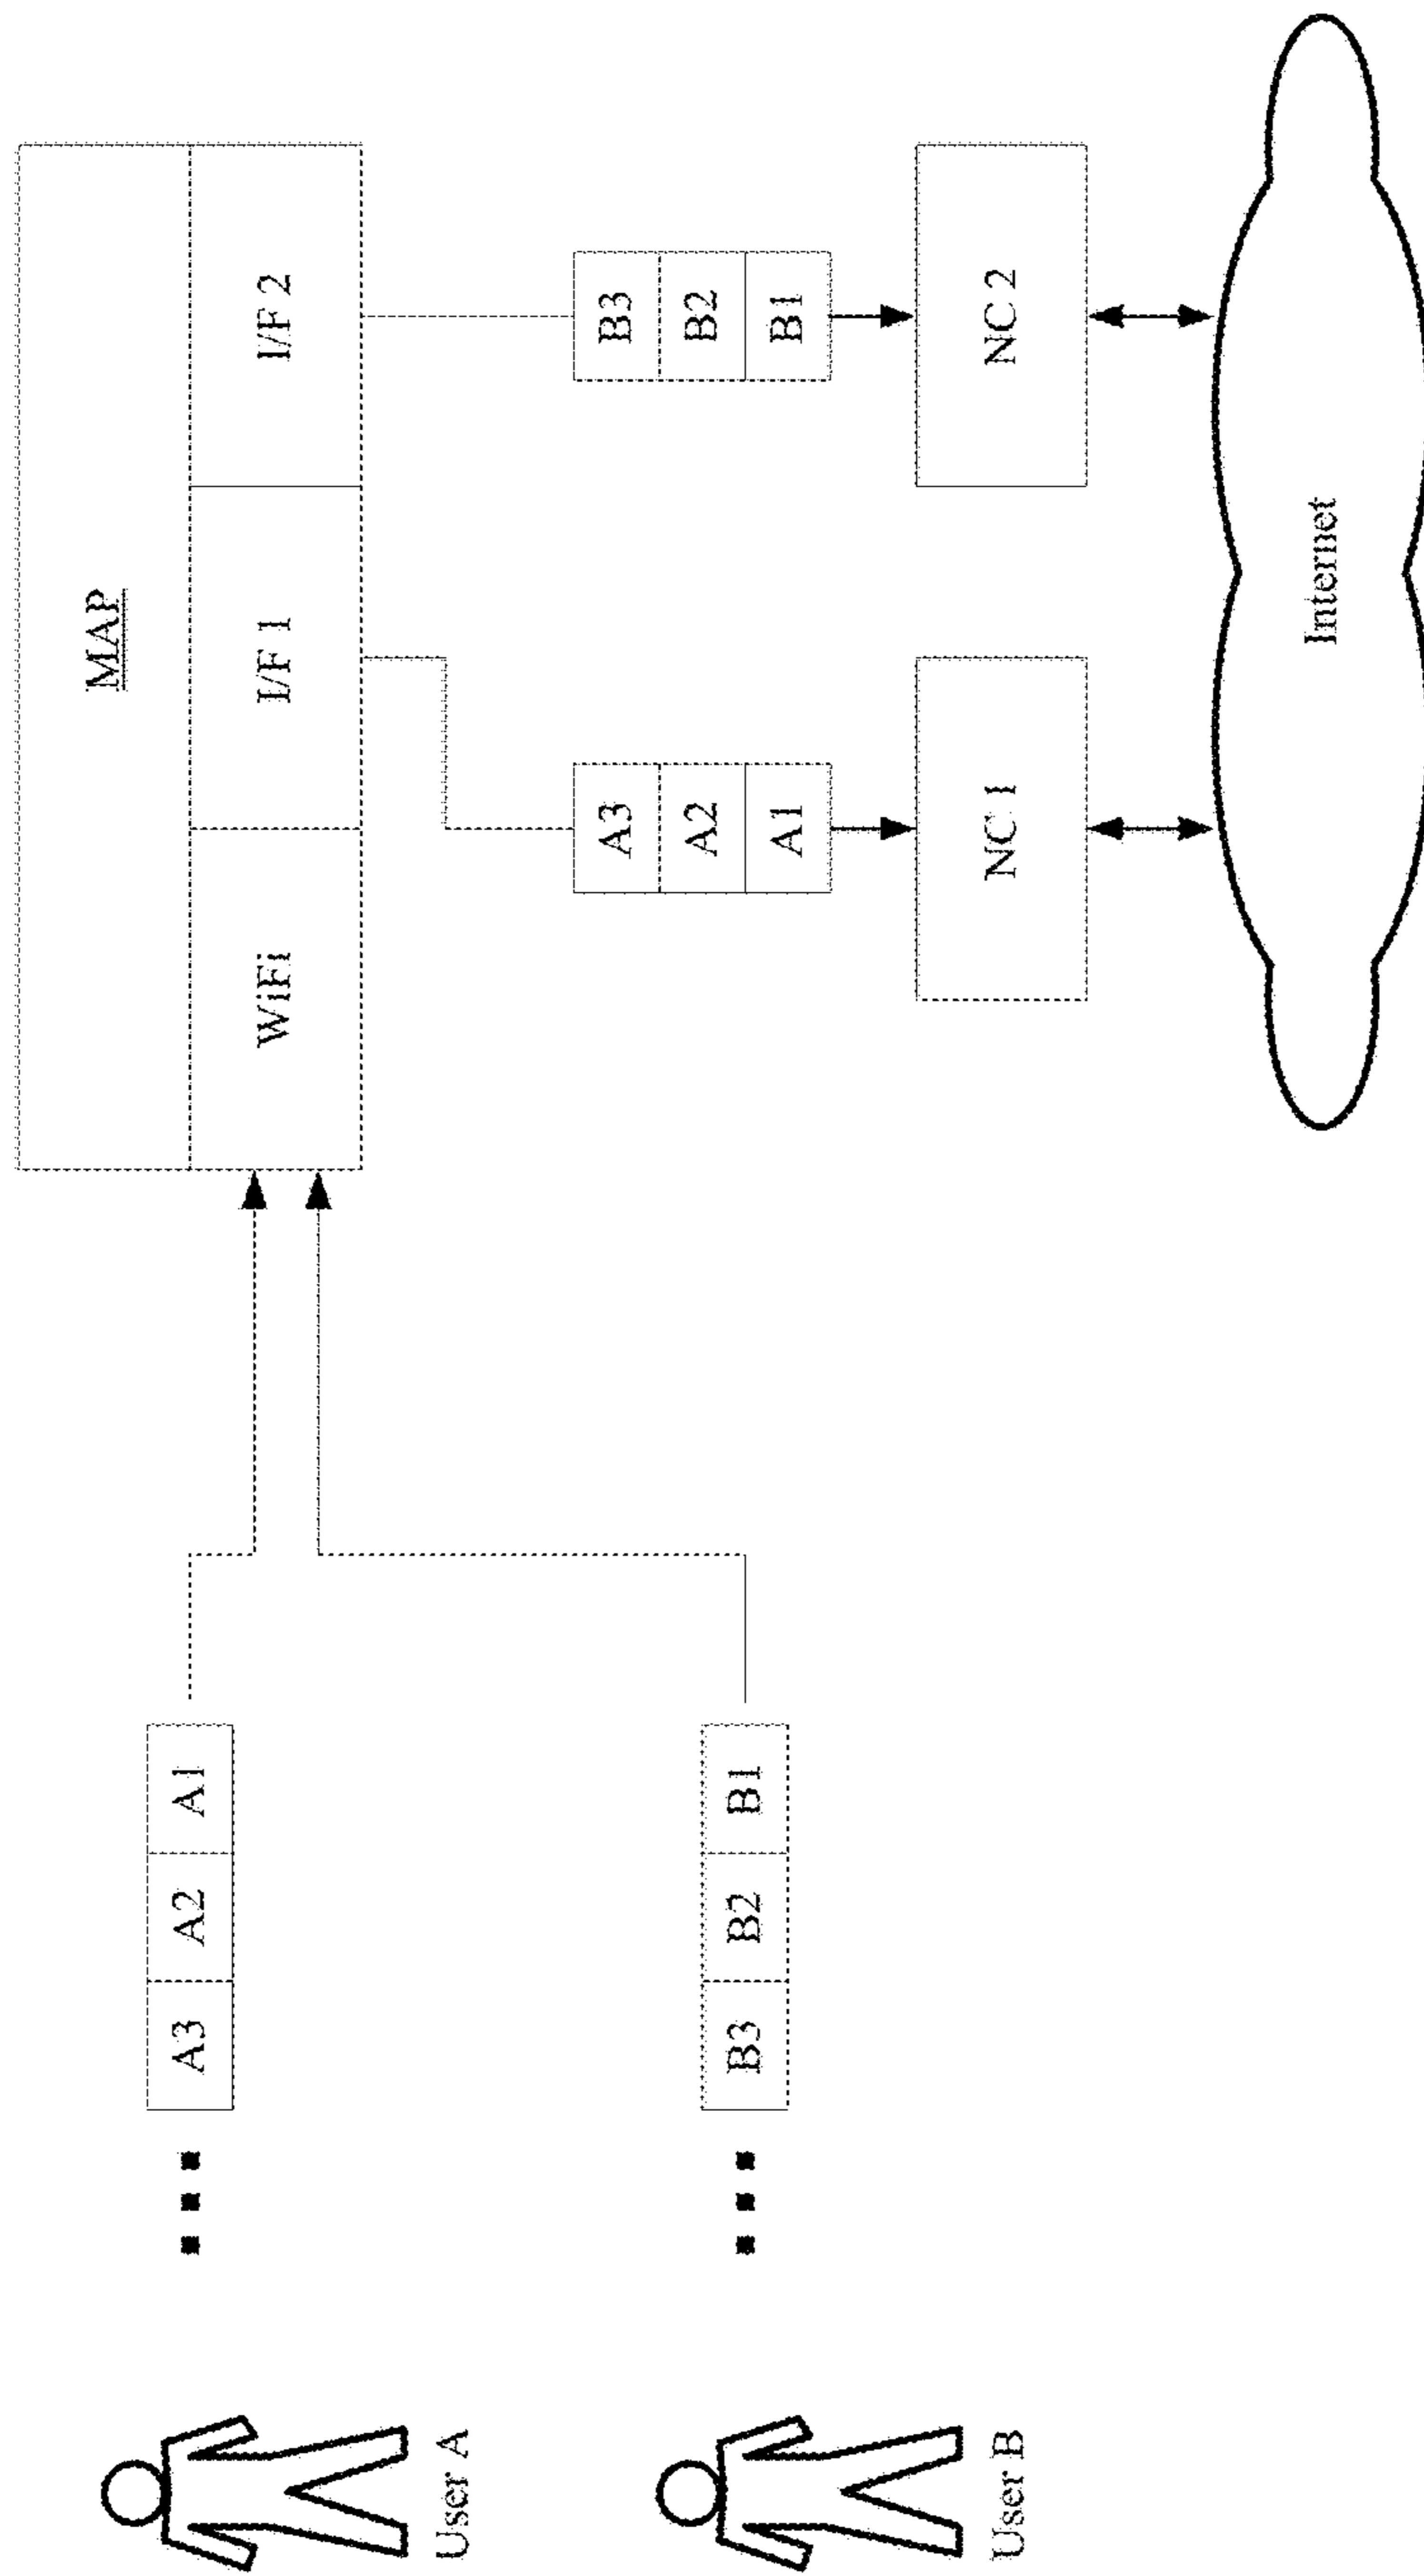 User A
A3 A2 A1
User B
B3 B2 B1
MAP
WiFi I/F 1 I/F 2
A3
A2
A1
B3
B2
B1
NC 1
NC 2
Internet